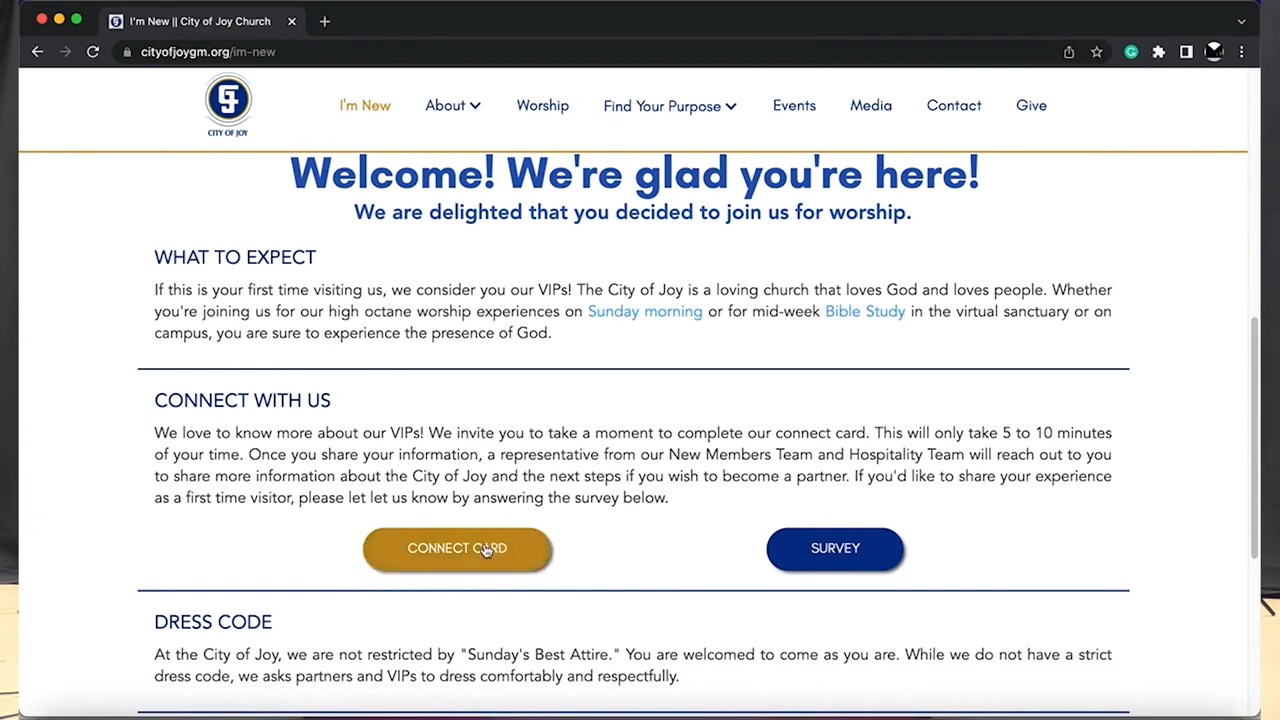 I'm New || City of Joy Church
cityofjoygm.org/im-new
CITY OF JOY
I'm New
About
Worship
Find Your Purpose
Events
Media
Contact
Give
Welcome! We're glad you're here!
We are delighted that you decided to join us for worship.
WHAT TO EXPECT
If this is your first time visiting us, we consider you our VIPs! The City of Joy is a loving church that loves God and loves people. Whether
you're joining us for our high octane worship experiences on Sunday morning or for mid-week Bible Study in the virtual sanctuary or on
campus, you are sure to experience the presence of God.
CONNECT WITH US
We love to know more about our VIPs! We invite you to take a moment to complete our connect card. This will only take 5 to 10 minutes
of your time. Once you share your information, a representative from our New Members Team and Hospitality Team will reach out to you
to share more information about the City of Joy and the next steps if you wish to become a partner. If you'd like to share your experience
as a first time visitor, please let let us know by answering the survey below.
CONNECT CARD
SURVEY
DRESS CODE
At the City of Joy, we are not restricted by "Sunday's Best Attire." You are welcomed to come as you are. While we do not have a strict
dress code, we asks partners and VIPs to dress comfortably and respectfully.